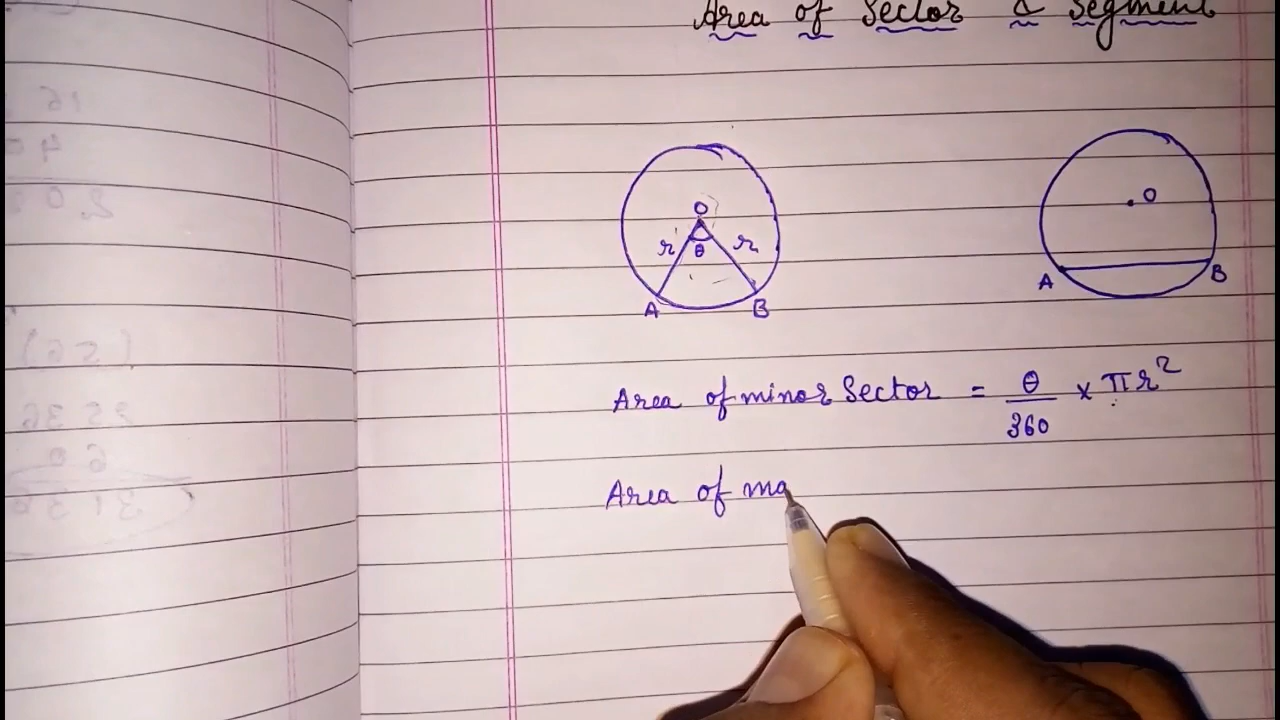 Area of Sector & Segment
O
r θ r
A B
O
A B
Area of minor Sector = θ/360 × πr²
Area of ma